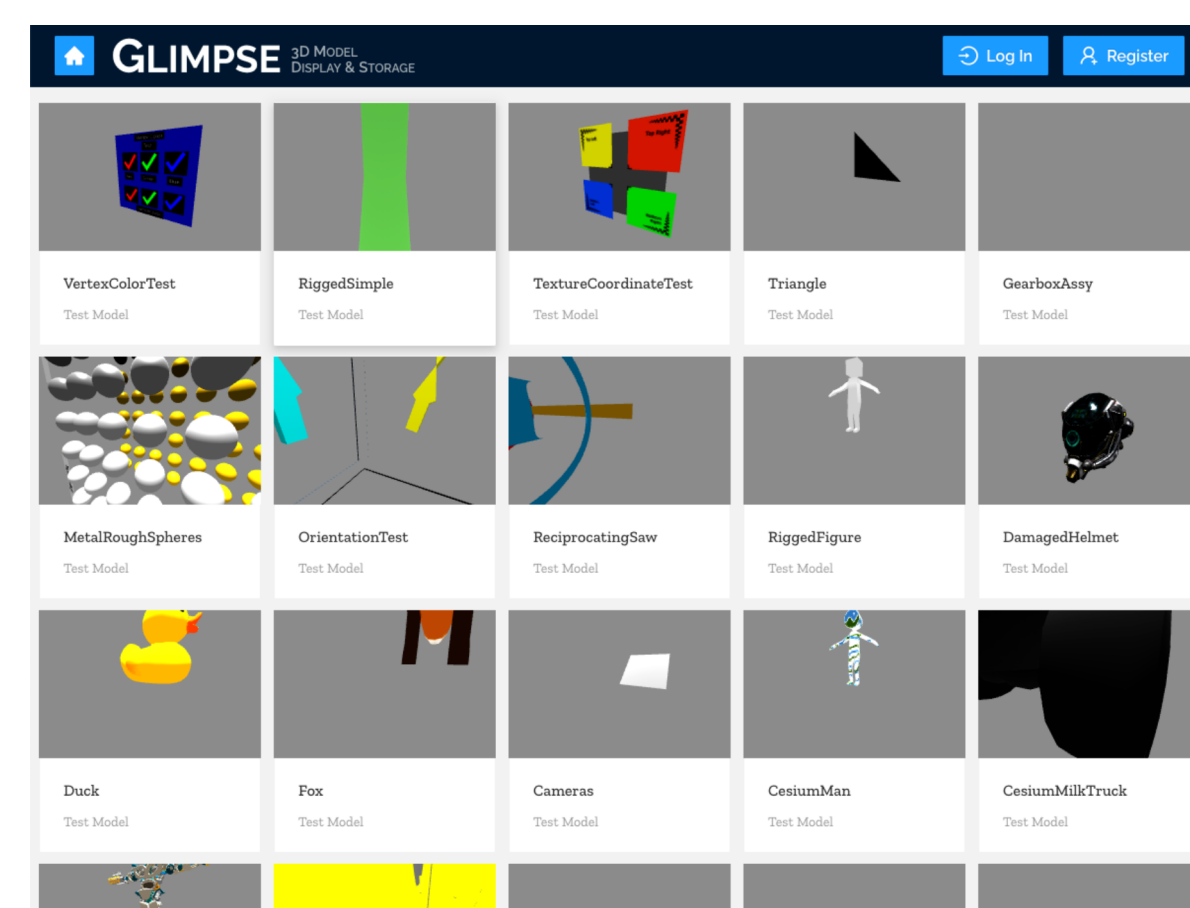 GLIMPSE
3D MODEL
DISPLAY & STORAGE
Log In
Register
VertexColorTest
Test Model
RiggedSimple
Test Model
Top Right
TextureCoordinateTest
Test Model
Triangle
Test Model
GearboxAssy
Test Model
MetalRoughSpheres
Test Model
OrientationTest
Test Model
ReciprocatingSaw
Test Model
RiggedFigure
Test Model
DamagedHelmet
Test Model
Duck
Test Model
Fox
Test Model
Cameras
Test Model
CesiumMan
Test Model
CesiumMilkTruck
Test Model